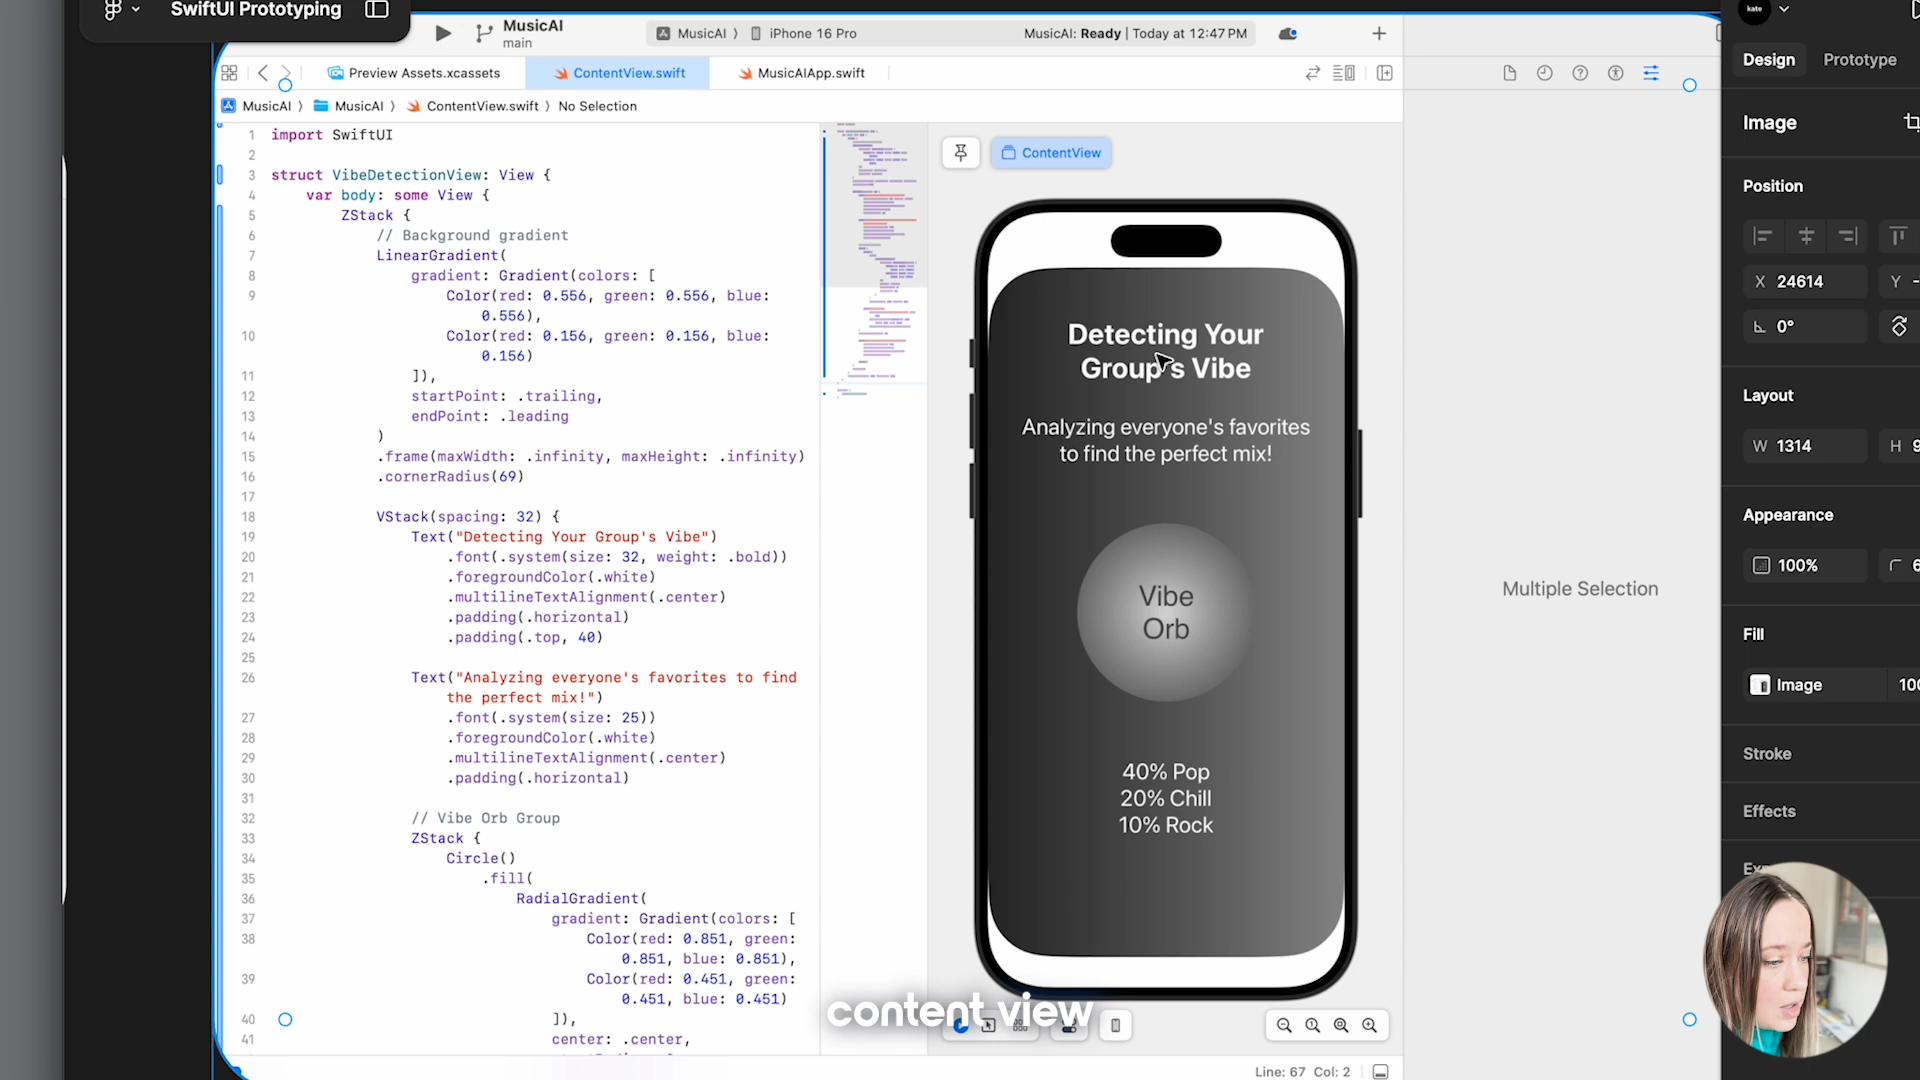 SwiftUI Prototyping
MusicAI
main
MusicAI 〉 iPhone 16 Pro
MusicAI: Ready | Today at 12:47 PM
kate
Preview Assets.xcassets
ContentView.swift
MusicAIApp.swift
Design
Prototype
MusicAI 〉 MusicAI 〉 ContentView.swift 〉 No Selection
1 import SwiftUI
2
3 struct VibeDetectionView: View {
4 var body: some View {
5 ZStack {
6 // Background gradient
7 LinearGradient(
8 gradient: Gradient(colors: [
9 Color(red: 0.556, green: 0.556, blue:
0.556),
10 Color(red: 0.156, green: 0.156, blue:
0.156)
11 ]),
12 startPoint: .trailing,
13 endPoint: .leading
14 )
15 .frame(maxWidth: .infinity, maxHeight: .infinity)
16 .cornerRadius(69)
17
18 VStack(spacing: 32) {
19 Text("Detecting Your Group's Vibe")
20 .font(.system(size: 32, weight: .bold))
21 .foregroundColor(.white)
22 .multilineTextAlignment(.center)
23 .padding(.horizontal)
24 .padding(.top, 40)
25
26 Text("Analyzing everyone's favorites to find
the perfect mix!")
27 .font(.system(size: 25))
28 .foregroundColor(.white)
29 .multilineTextAlignment(.center)
30 .padding(.horizontal)
31
32 // Vibe Orb Group
33 ZStack {
34 Circle()
35 .fill(
36 RadialGradient(
37 gradient: Gradient(colors: [
38 Color(red: 0.851, green:
0.851, blue: 0.851),
39 Color(red: 0.451, green:
0.451, blue: 0.451)
40 ]),
41 center: .center,
ContentView
Detecting Your
Group's Vibe
Analyzing everyone's favorites
to find the perfect mix!
Vibe
Orb
40% Pop
20% Chill
10% Rock
content view
Line: 67 Col: 2
Multiple Selection
Image
Position
X 24614
Y -
0°
Layout
W 1314
H 9
Appearance
100%
6
Fill
Image
100
Stroke
Effects